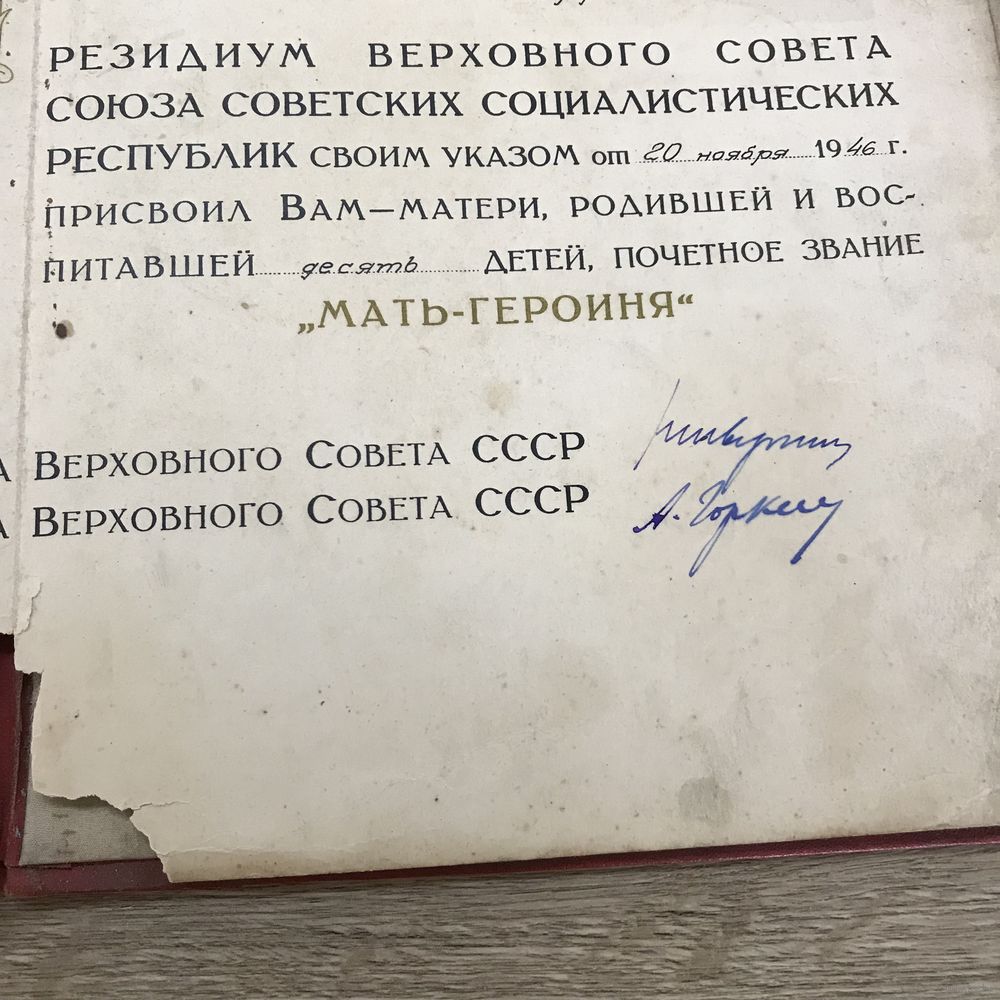 РЕЗИДИУМ ВЕРХОВНОГО СОВЕТА
СОЮЗА СОВЕТСКИХ СОЦИАЛИСТИЧЕСКИХ
РЕСПУБЛИК СВОИМ УКАЗОМ от 20 ноября 1946 г.
ПРИСВОИЛ ВАМ—МАТЕРИ, РОДИВШЕЙ И ВОС-
ПИТАВШЕЙ десять ДЕТЕЙ, ПОЧЕТНОЕ ЗВАНИЕ
„МАТЬ-ГЕРОИНЯ“
А ВЕРХОВНОГО СОВЕТА СССР
А ВЕРХОВНОГО СОВЕТА СССР А. Горкин